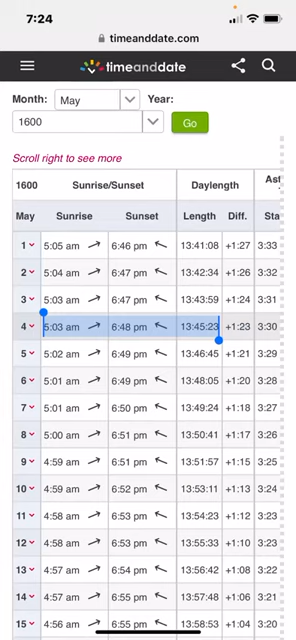 7:24
timeanddate.com
timeanddate
Month: May Year:
1600 Go
Scroll right to see more
1600 Sunrise/Sunset Daylength Ast
May Sunrise Sunset Length Diff. Sta
1 5:05 am 6:46 pm 13:41:08 +1:27 3:33
2 5:04 am 6:47 pm 13:42:34 +1:26 3:32
3 5:03 am 6:47 pm 13:43:59 +1:24 3:31
4 5:03 am 6:48 pm 13:45:23 +1:23 3:30
5 5:02 am 6:49 pm 13:46:45 +1:21 3:29
6 5:01 am 6:49 pm 13:48:05 +1:20 3:28
7 5:01 am 6:50 pm 13:49:24 +1:18 3:27
8 5:00 am 6:51 pm 13:50:41 +1:17 3:26
9 4:59 am 6:51 pm 13:51:57 +1:15 3:25
10 4:59 am 6:52 pm 13:53:11 +1:13 3:24
11 4:58 am 6:53 pm 13:54:23 +1:12 3:23
12 4:58 am 6:53 pm 13:55:33 +1:10 3:23
13 4:57 am 6:54 pm 13:56:42 +1:08 3:22
14 4:57 am 6:55 pm 13:57:48 +1:06 3:21
15 4:56 am 6:55 pm 13:58:53 +1:04 3:20